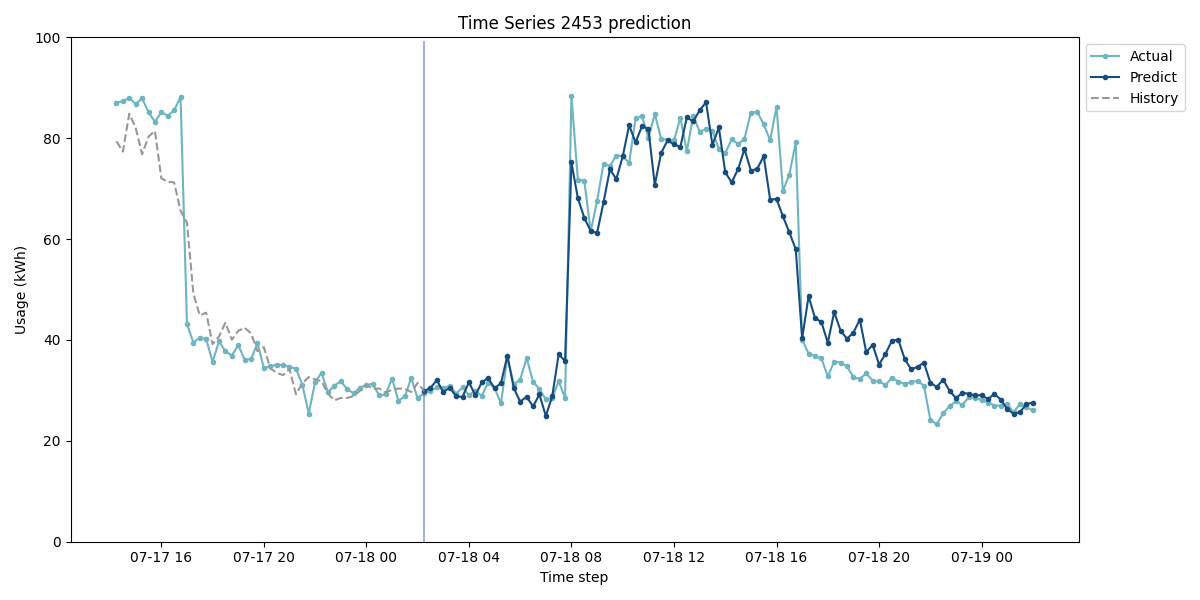 Time Series 2453 prediction
100
80
60
40
20
0
Usage (kWh)
07-17 16
07-17 20
07-18 00
07-18 04
07-18 08
07-18 12
07-18 16
07-18 20
07-19 00
Time step
Actual
Predict
History